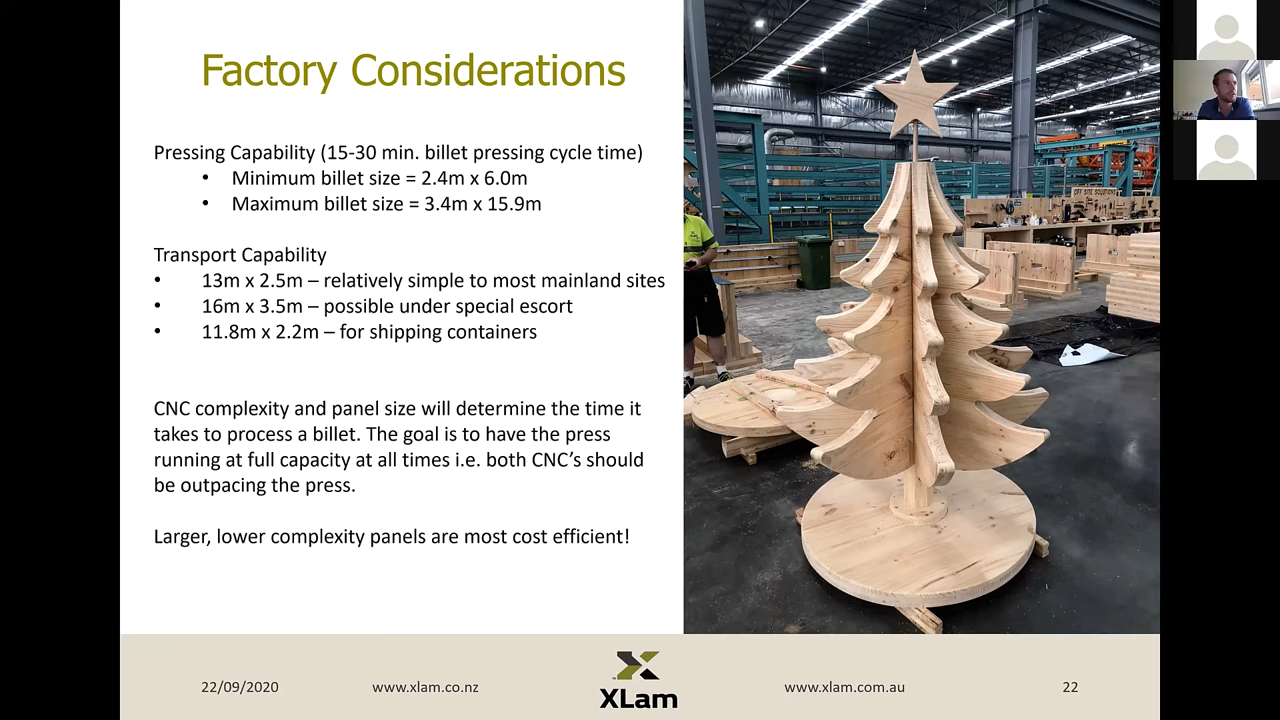 Factory Considerations
Pressing Capability (15-30 min. billet pressing cycle time)
• Minimum billet size = 2.4m x 6.0m
• Maximum billet size = 3.4m x 15.9m
Transport Capability
• 13m x 2.5m – relatively simple to most mainland sites
• 16m x 3.5m – possible under special escort
• 11.8m x 2.2m – for shipping containers
CNC complexity and panel size will determine the time it
takes to process a billet. The goal is to have the press
running at full capacity at all times i.e. both CNC’s should
be outpacing the press.
Larger, lower complexity panels are most cost efficient!
OFF SITE SOLUTIONS
22/09/2020
www.xlam.co.nz
XLam
www.xlam.com.au
22